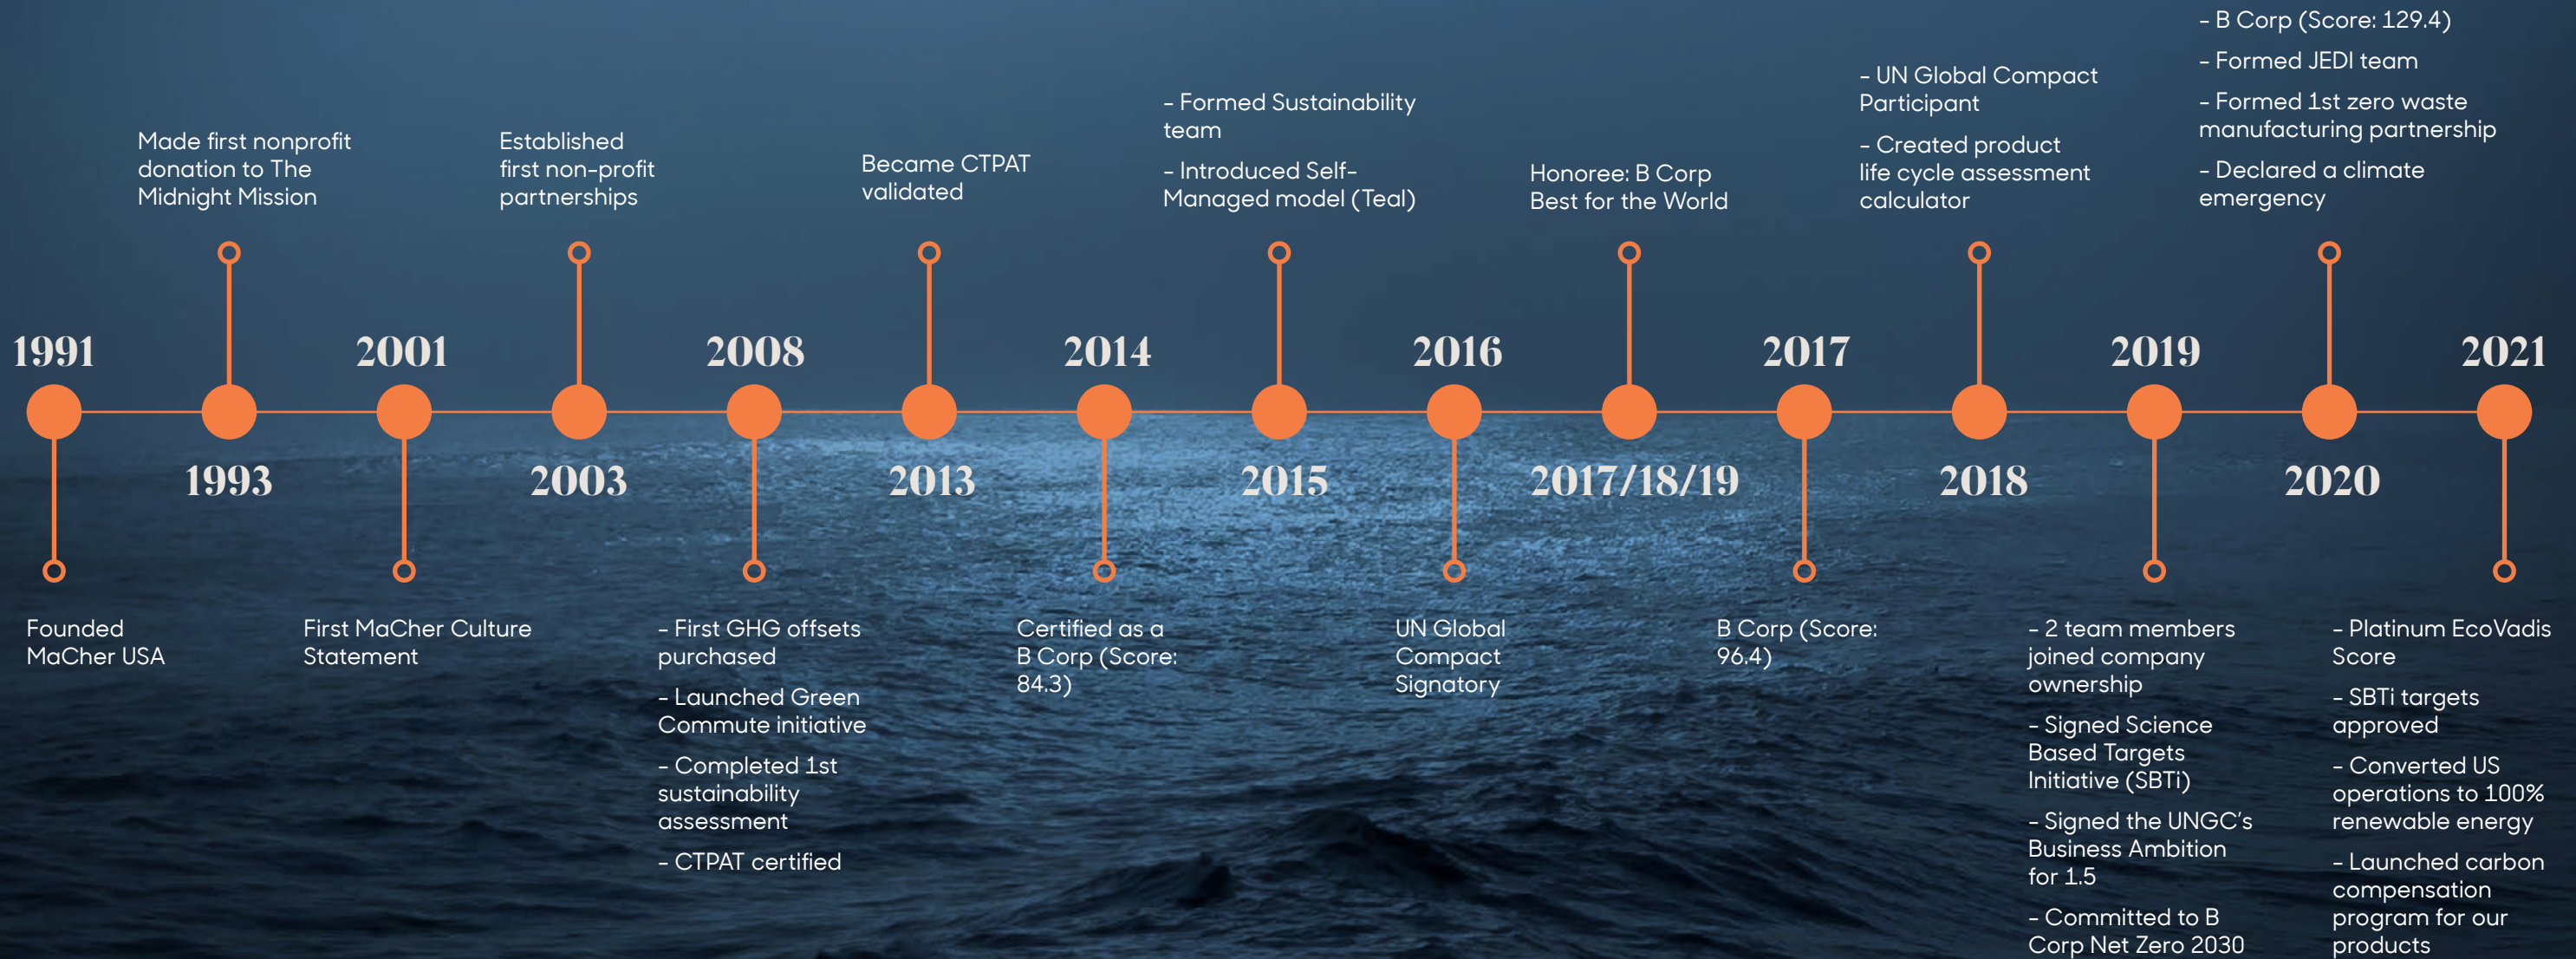 1991
Founded
MaCher USA
Made first nonprofit
donation to The
Midnight Mission
1993
2001
First MaCher Culture
Statement
Established
first non-profit
partnerships
2003
2008
- First GHG offsets
purchased
- Launched Green
Commute initiative
- Completed 1st
sustainability
assessment
- CTPAT certified
Became CTPAT
validated
2013
2014
Certified as a
B Corp (Score:
84.3)
- Formed Sustainability
team
- Introduced Self-
Managed model (Teal)
2015
2016
UN Global
Compact
Signatory
Honoree: B Corp
Best for the World
2017/18/19
2017
B Corp (Score:
96.4)
- UN Global Compact
Participant
- Created product
life cycle assessment
calculator
2018
2019
- 2 team members
joined company
ownership
- Signed Science
Based Targets
Initiative (SBTi)
- Signed the UNGC's
Business Ambition
for 1.5
- Committed to B
Corp Net Zero 2030
- B Corp (Score: 129.4)
- Formed JEDI team
- Formed 1st zero waste
manufacturing partnership
- Declared a climate
emergency
2020
2021
- Platinum EcoVadis
Score
- SBTi targets
approved
- Converted US
operations to 100%
renewable energy
- Launched carbon
compensation
program for our
products